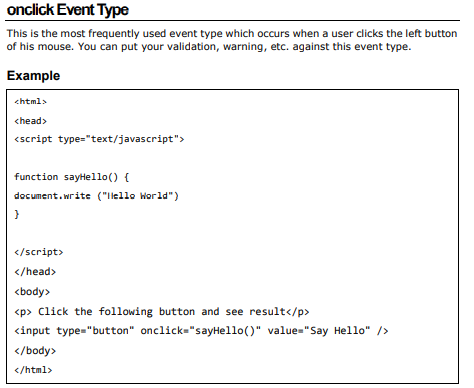 onclick Event Type
This is the most frequently used event type which occurs when a user clicks the left button
of his mouse. You can put your validation, warning, etc. against this event type.
Example
<html>
<head>
<script type="text/javascript">
function sayHello() {
document.write ("Hello World")
}
</script>
</head>
<body>
<p> Click the following button and see result</p>
<input type="button" onclick="sayHello()" value="Say Hello" />
</body>
</html>